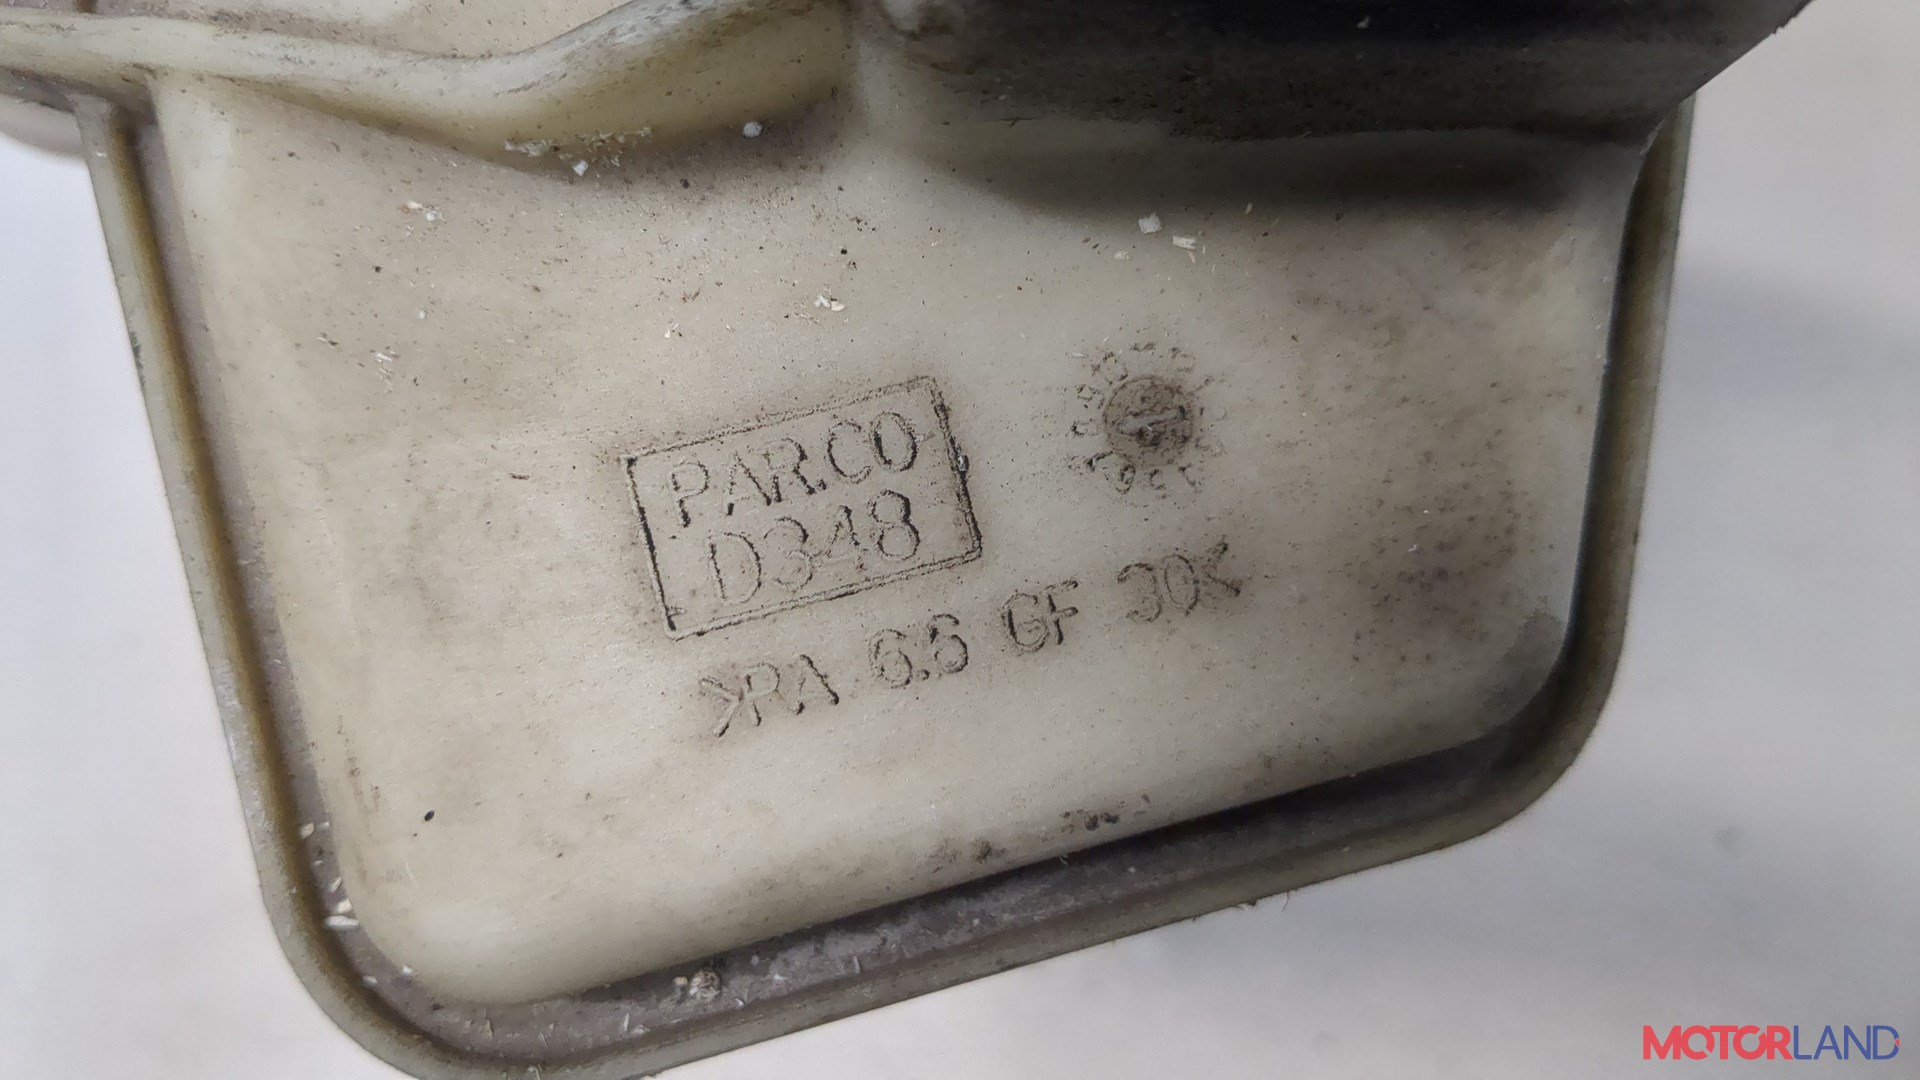 PAR.CO
D348
>PA 6.6 GF 30<
MOTORLAND